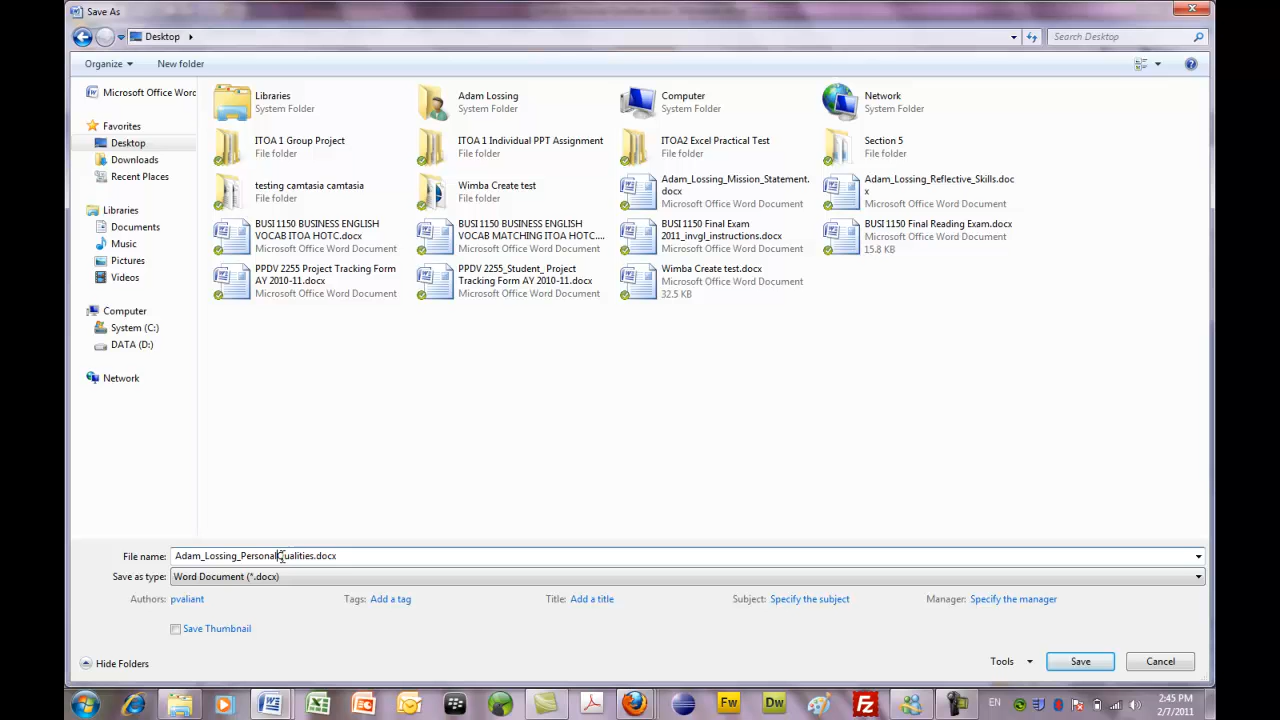 Save As
Desktop
Search Desktop
Organize
New folder
Microsoft Office Word
Favorites
Desktop
Downloads
Recent Places
Libraries
Documents
Music
Pictures
Videos
Computer
System (C:)
DATA (D:)
Network
Libraries
System Folder
Adam Lossing
System Folder
Computer
System Folder
Network
System Folder
ITOA 1 Group Project
File folder
ITOA 1 Individual PPT Assignment
File folder
ITOA2 Excel Practical Test
File folder
Section 5
File folder
testing camtasia camtasia
File folder
Wimba Create test
File folder
Adam_Lossing_Mission_Statement.
docx
Microsoft Office Word Document
Adam_Lossing_Reflective_Skills.doc
x
Microsoft Office Word Document
BUSI1150 BUSINESS ENGLISH
VOCAB ITOA HOTC.docx
Microsoft Office Word Document
BUSI1150 BUSINESS ENGLISH
VOCAB MATCHING ITOA HOTC....
Microsoft Office Word Document
BUSI1150 Final Exam
2011_invgl_instructions.docx
Microsoft Office Word Document
BUSI1150 Final Reading Exam.docx
Microsoft Office Word Document
15.8 KB
PPDV 2255 Project Tracking Form
AY 2010-11.docx
Microsoft Office Word Document
PPDV 2255_Student_ Project
Tracking Form AY 2010-11.docx
Microsoft Office Word Document
Wimba Create test.docx
Microsoft Office Word Document
32.5 KB
File name: Adam_Lossing_PersonalQualities.docx
Save as type: Word Document (*.docx)
Authors: pvaliant
Tags: Add a tag
Title: Add a title
Subject: Specify the subject
Manager: Specify the manager
Save Thumbnail
Hide Folders
Tools
Save
Cancel
Fw
Dw
EN
2:45 PM
2/7/2011